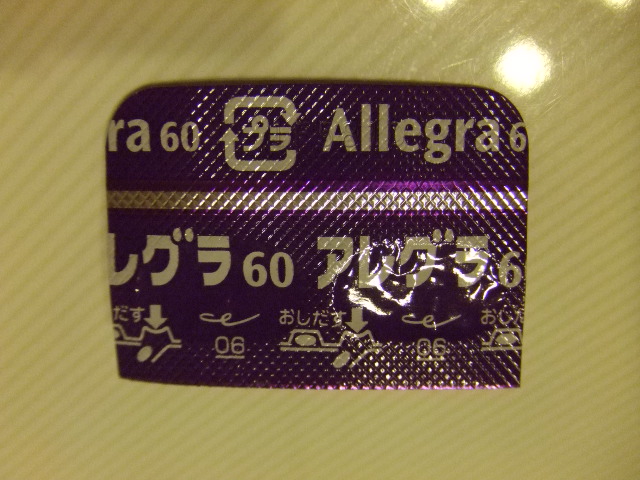 ra 60 プラ Allegra 6
レグラ 60 アレグラ 6
だす おしだす おしだ
06 06